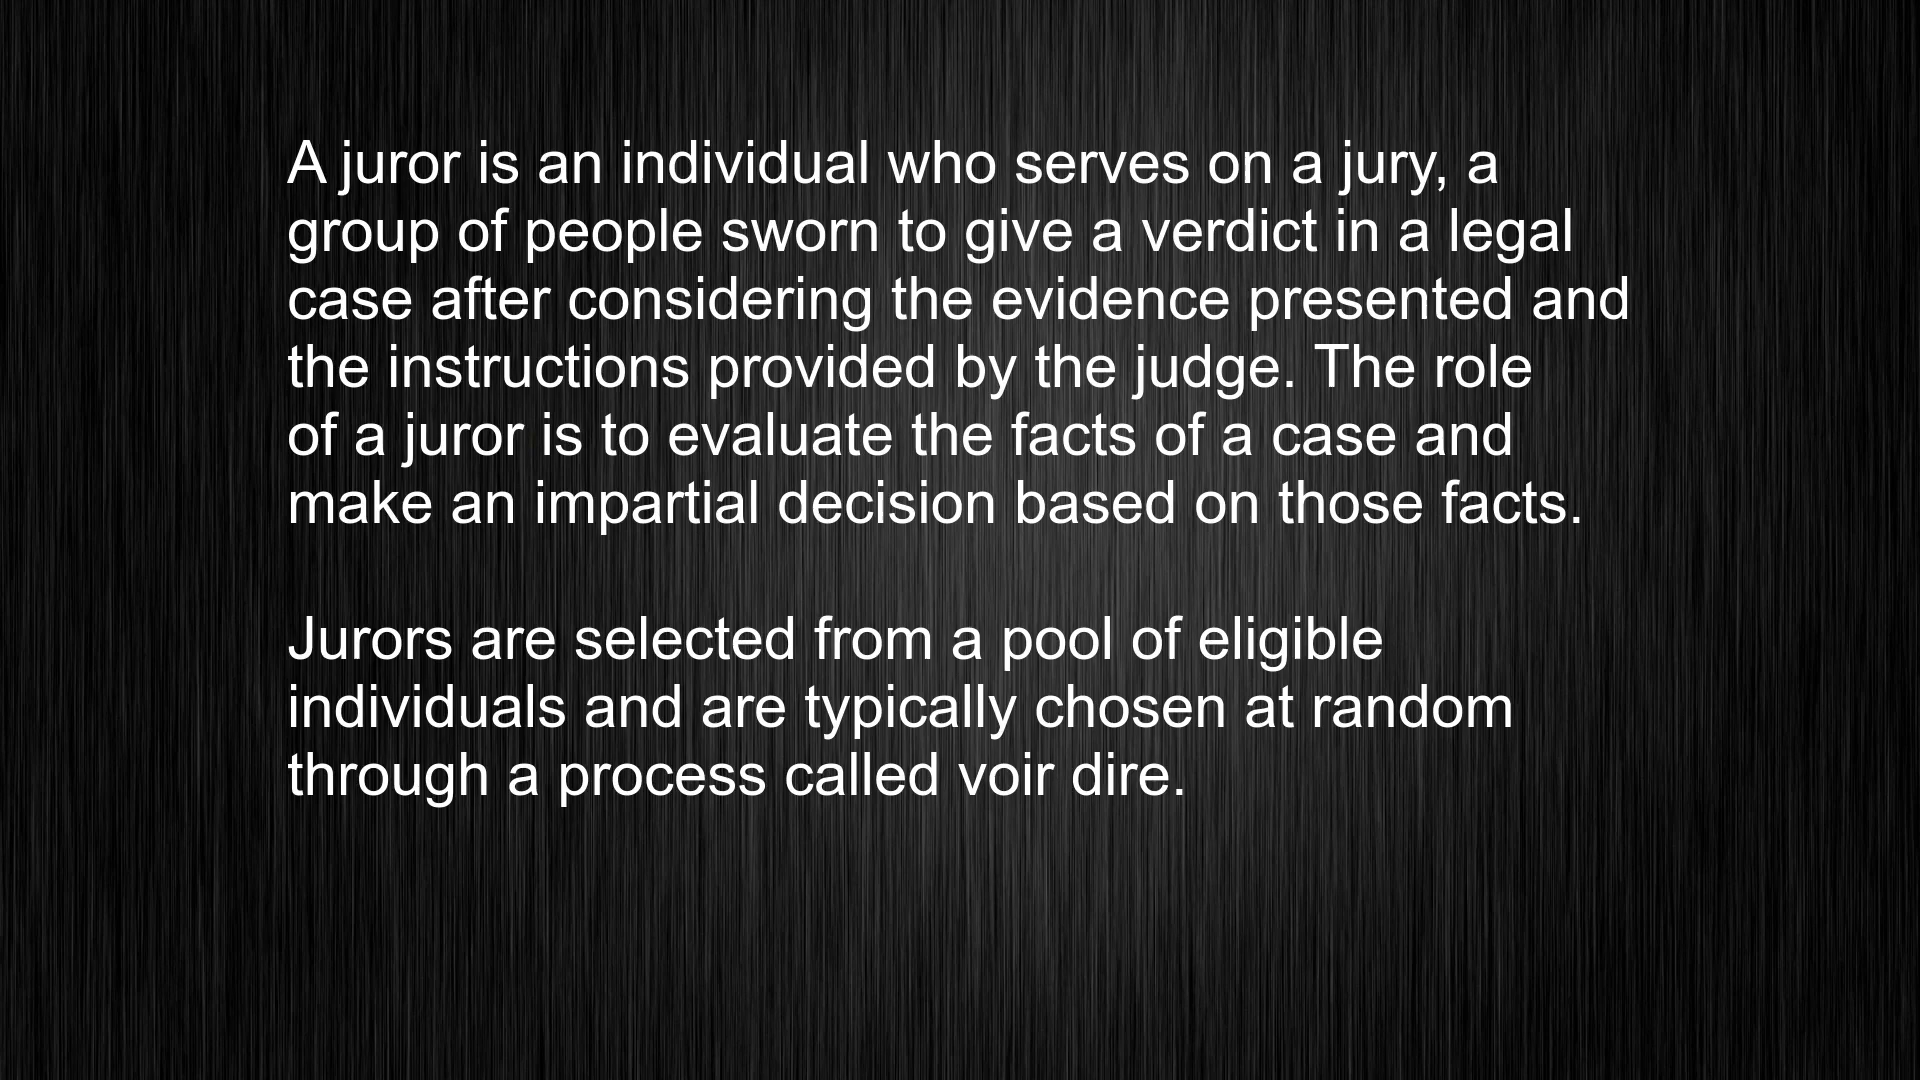 A juror is an individual who serves on a jury, a
group of people sworn to give a verdict in a legal
case after considering the evidence presented and
the instructions provided by the judge. The role
of a juror is to evaluate the facts of a case and
make an impartial decision based on those facts.
Jurors are selected from a pool of eligible
individuals and are typically chosen at random
through a process called voir dire.